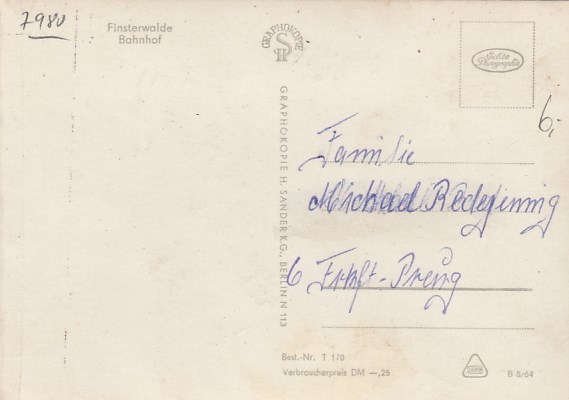 7980
Finsterwalde
Bahnhof
GRAPHOKOPIE
GRAPHOKOPIE H. SANDER K.G., BERLIN N 113
Echte
Photographie
6,-
Familie
Michael
6
Best.-Nr. T 170
Verbraucherpreis DM —,25
B 8/64